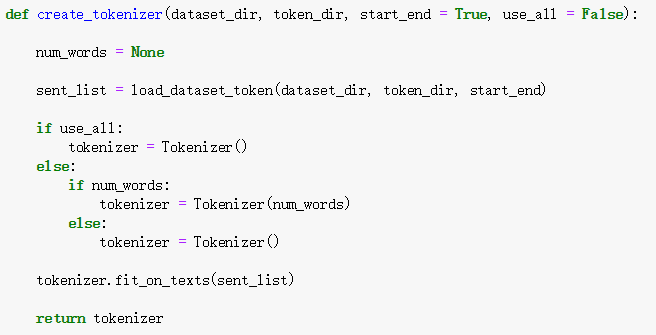 def create_tokenizer(dataset_dir, token_dir, start_end = True, use_all = False):
num_words = None
sent_list = load_dataset_token(dataset_dir, token_dir, start_end)
if use_all:
tokenizer = Tokenizer()
else:
if num_words:
tokenizer = Tokenizer(num_words)
else:
tokenizer = Tokenizer()
tokenizer.fit_on_texts(sent_list)
return tokenizer